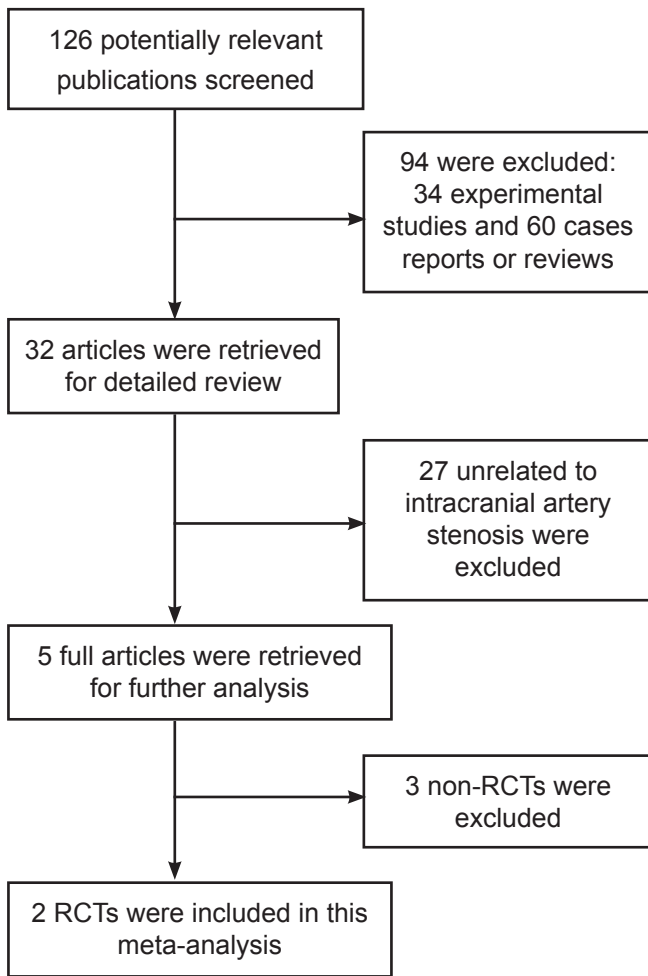 126 potentially relevant
publications screened
94 were excluded:
34 experimental
studies and 60 cases
reports or reviews
32 articles were retrieved
for detailed review
27 unrelated to
intracranial artery
stenosis were
excluded
5 full articles were retrieved
for further analysis
3 non-RCTs were
excluded
2 RCTs were included in this
meta-analysis